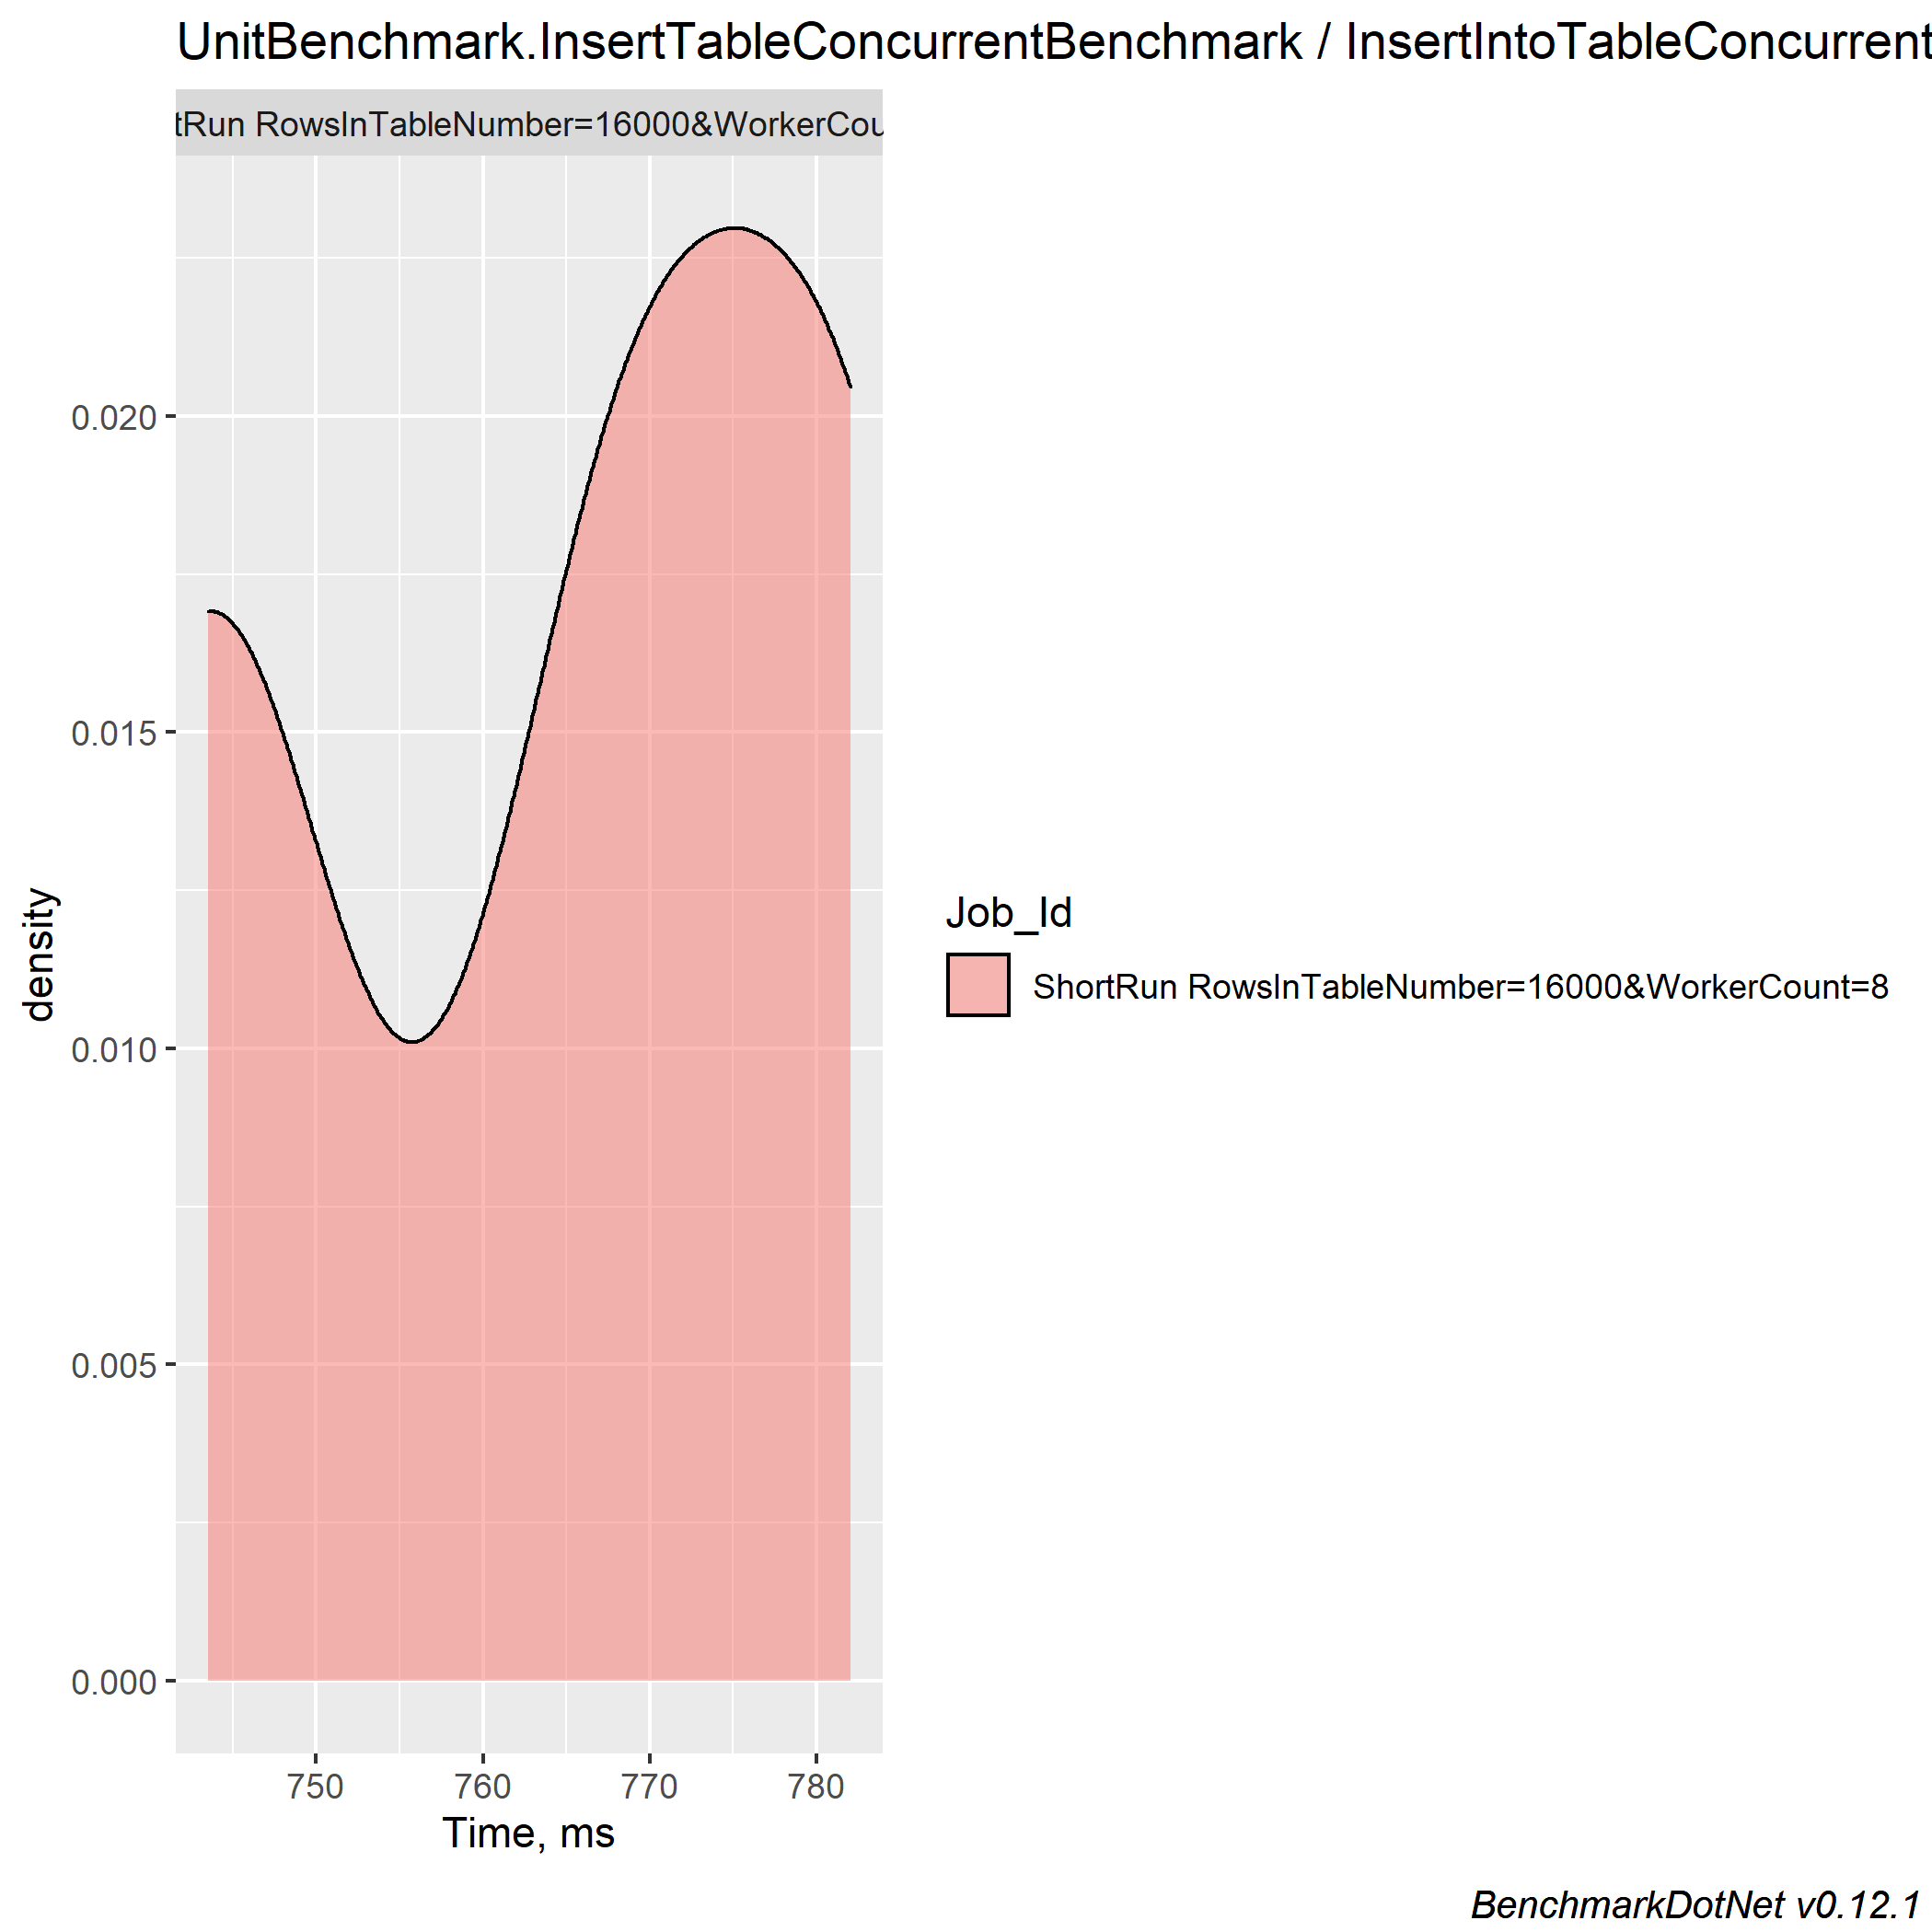 UnitBenchmark.InsertTableConcurrentBenchmark / InsertIntoTableConcurrent
tRun RowsInTableNumber=16000&WorkerCou
0.020
0.015
0.010
0.005
0.000
density
750 760 770 780
Time, ms
Job_Id
ShortRun RowsInTableNumber=16000&WorkerCount=8
BenchmarkDotNet v0.12.1